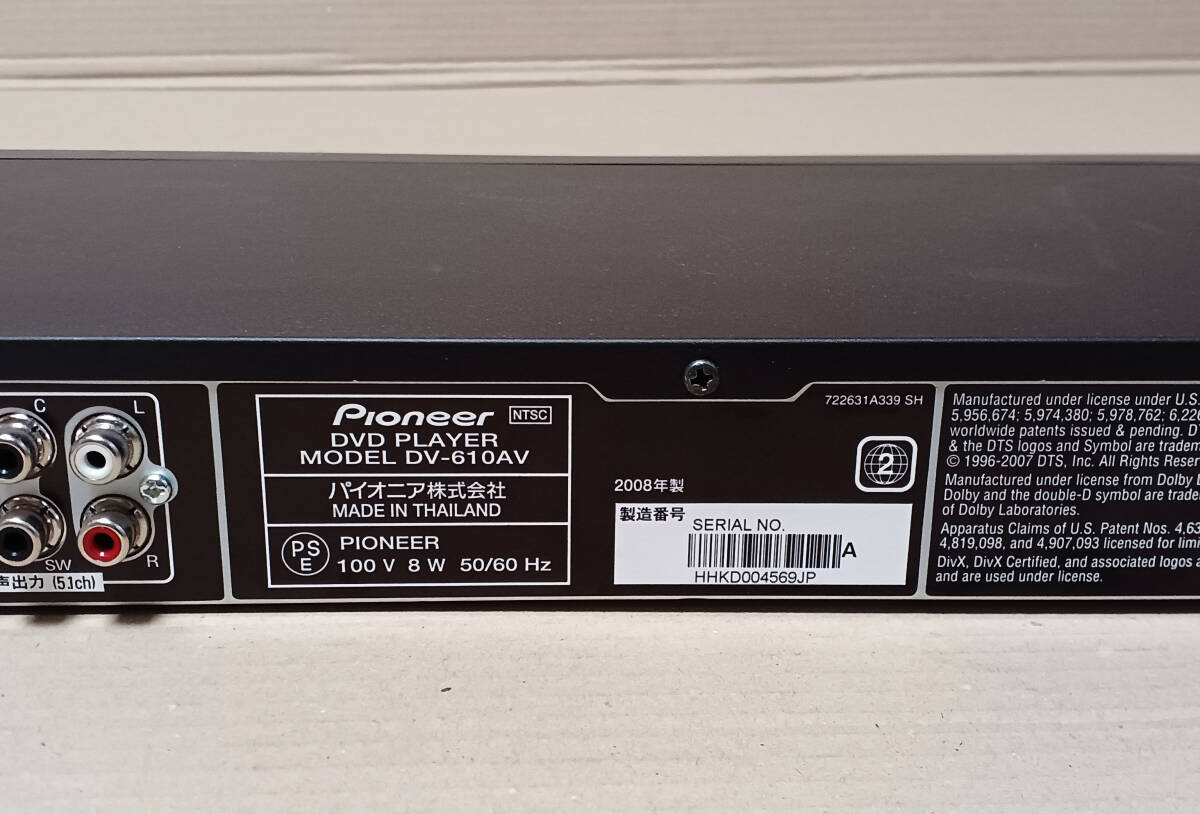 C
L
SW
R
声出力 (5.1ch)
Pioneer NTSC
DVD PLAYER
MODEL DV-610AV
パイオニア株式会社
MADE IN THAILAND
PS
E
PIONEER
100 V 8 W 50/60 Hz
722631A339 SH
2
2008年製
製造番号
SERIAL NO.
A
HHKD004569JP
Manufactured under license under U.S.
5,956,674; 5,974,380; 5,978,762; 6,226
worldwide patents issued & pending.
& the DTS logos and Symbol are
© 1996-2007 DTS, Inc. All Rights
Manufactured under license from Dolby
Dolby and the double-D symbol are
of Dolby Laboratories.
Apparatus Claims of U.S. Patent Nos. 4,63
4,819,098, and 4,907,093 licensed for
DivX, DivX Certified, and associated logos
and are used under license.